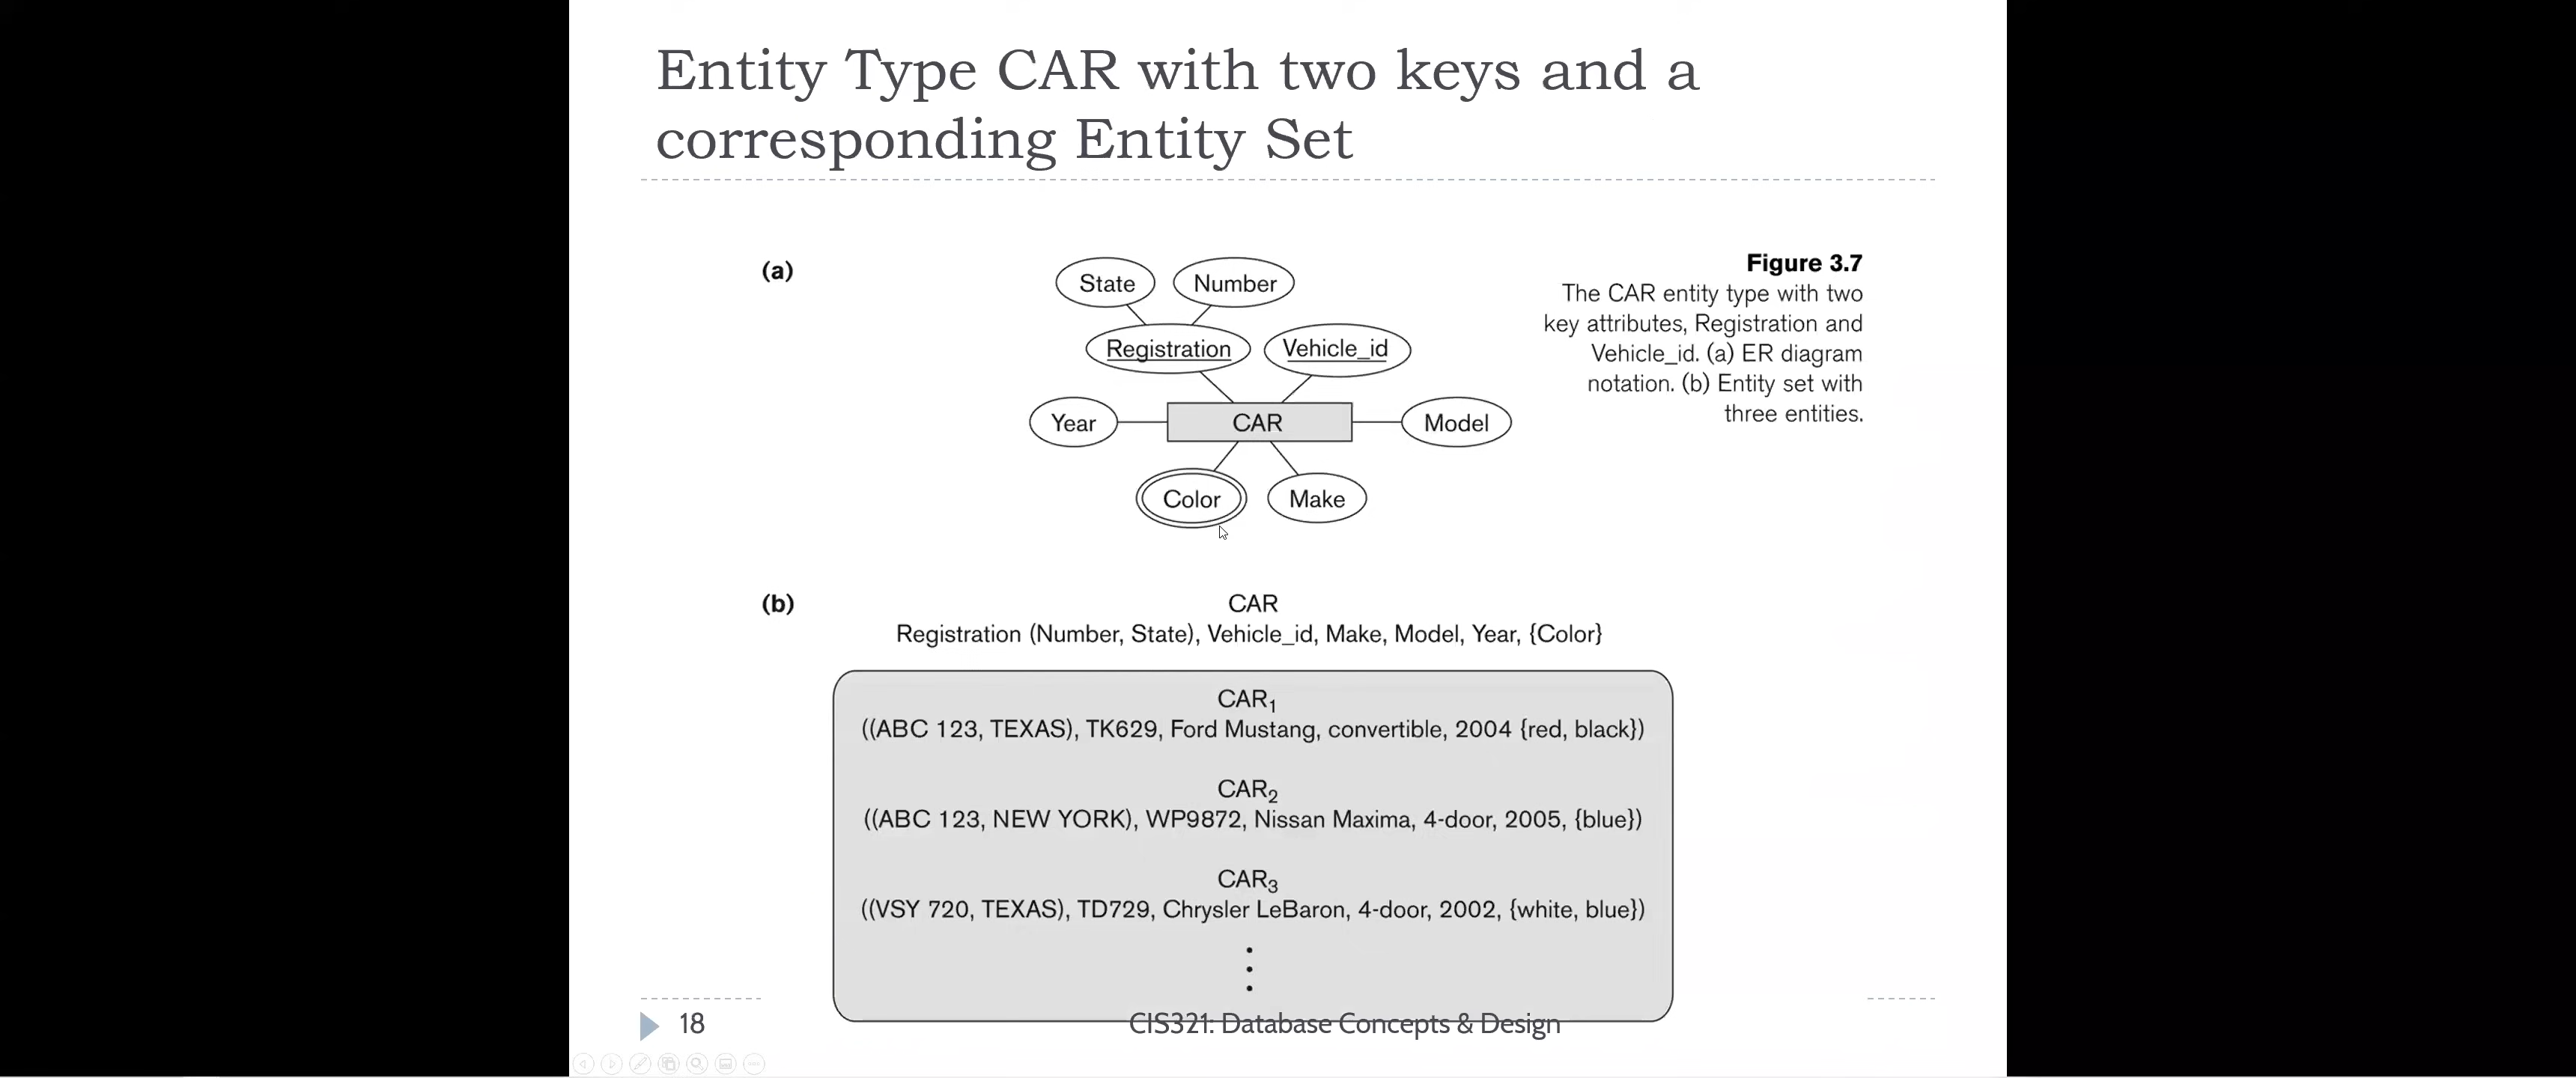 Entity Type CAR with two keys and a
corresponding Entity Set
(a)
State
Number
Registration
Vehicle_id
Year
CAR
Model
Color
Make
Figure 3.7
The CAR entity type with two
key attributes, Registration and
Vehicle_id. (a) ER diagram
notation. (b) Entity set with
three entities.
(b)
CAR
Registration (Number, State), Vehicle_id, Make, Model, Year, {Color}
CAR₁
((ABC 123, TEXAS), TK629, Ford Mustang, convertible, 2004 {red, black})
CAR₂
((ABC 123, NEW YORK), WP9872, Nissan Maxima, 4-door, 2005, {blue})
CAR₃
((VSY 720, TEXAS), TD729, Chrysler LeBaron, 4-door, 2002, {white, blue})
18
CIS321: Database Concepts & Design